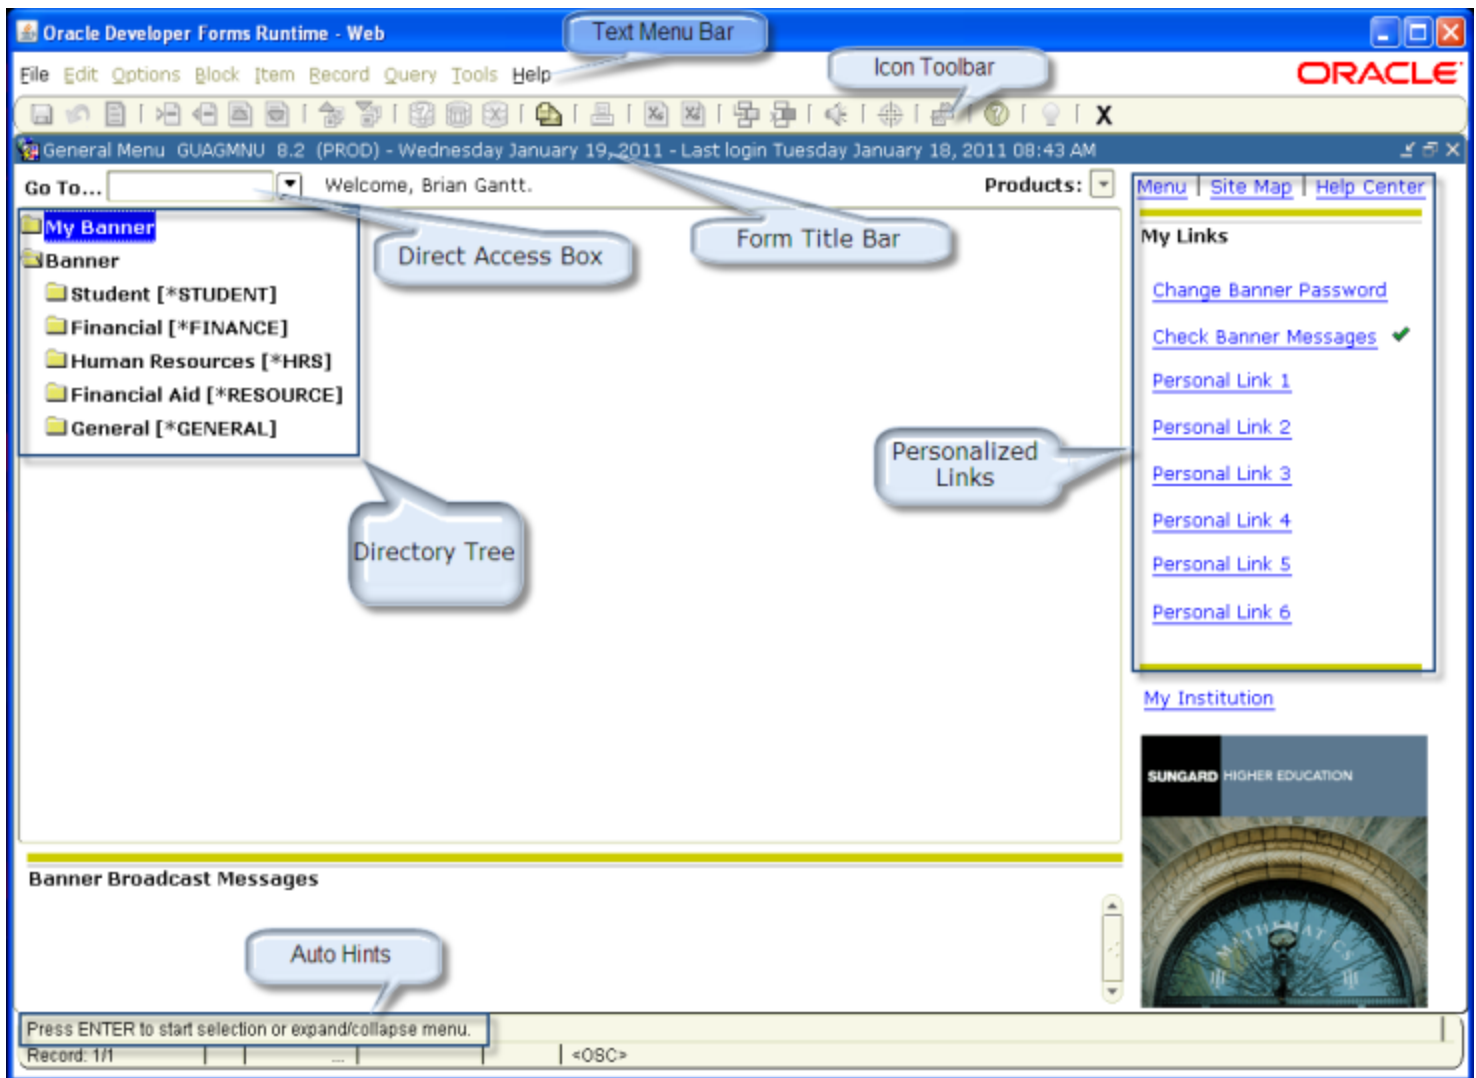 Oracle Developer Forms Runtime - Web
Text Menu Bar
File Edit Options Block Item Record Query Tools Help
Icon Toolbar
ORACLE
General Menu GUAGMNU 8.2 (PROD) - Wednesday January 19, 2011 - Last login Tuesday January 18, 2011 08:43 AM
Go To...
Welcome, Brian Gantt.
Products:
Menu | Site Map | Help Center
My Banner
Banner
Student [*STUDENT]
Financial [*FINANCE]
Human Resources [*HRS]
Financial Aid [*RESOURCE]
General [*GENERAL]
Direct Access Box
Form Title Bar
Directory Tree
Personalized
Links
My Links
Change Banner Password
Check Banner Messages
Personal Link 1
Personal Link 2
Personal Link 3
Personal Link 4
Personal Link 5
Personal Link 6
My Institution
SUNGARD HIGHER EDUCATION
MATHEMATICS
Banner Broadcast Messages
Auto Hints
Press ENTER to start selection or expand/collapse menu.
Record: 1/1 ... <OSC>